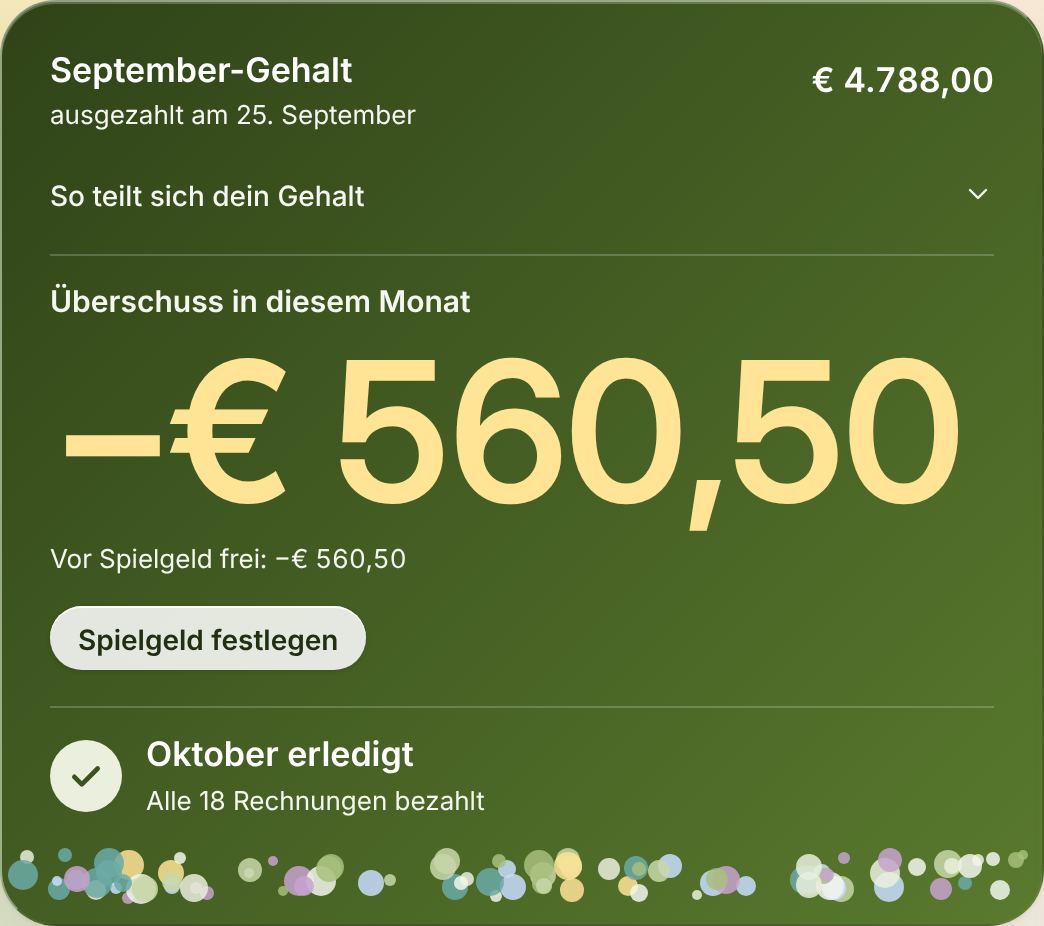 September-Gehalt
€ 4.788,00
ausgezahlt am 25. September
So teilt sich dein Gehalt
Überschuss in diesem Monat
−€ 560,50
Vor Spielgeld frei: −€ 560,50
Spielgeld festlegen
Oktober erledigt
Alle 18 Rechnungen bezahlt